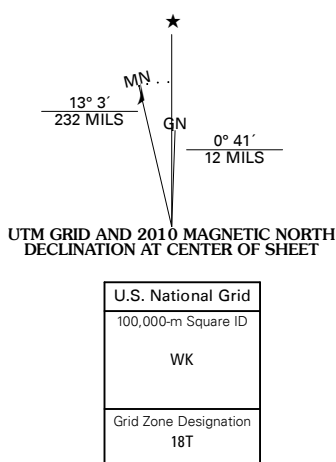 ★
MN
GN
13° 3´
232 MILS
0° 41´
12 MILS
UTM GRID AND 2010 MAGNETIC NORTH
DECLINATION AT CENTER OF SHEET
U.S. National Grid
100,000-m Square ID
WK
Grid Zone Designation
18T